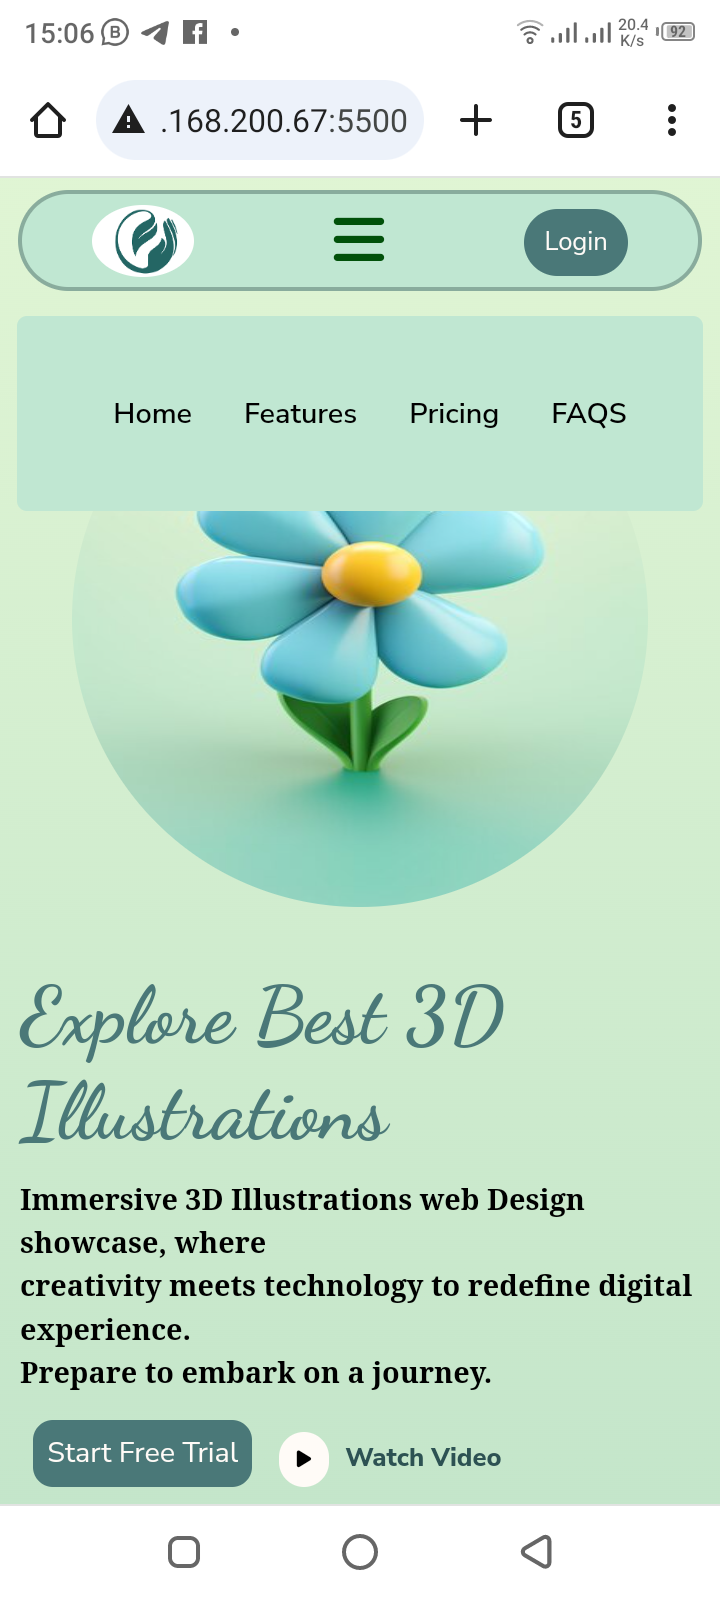 15:06
20.4
K/s
92
.168.200.67:5500
5
Login
Home Features Pricing FAQS
Explore Best 3D
Illustrations
Immersive 3D Illustrations web Design
showcase, where
creativity meets technology to redefine digital
experience.
Prepare to embark on a journey.
Start Free Trial
Watch Video